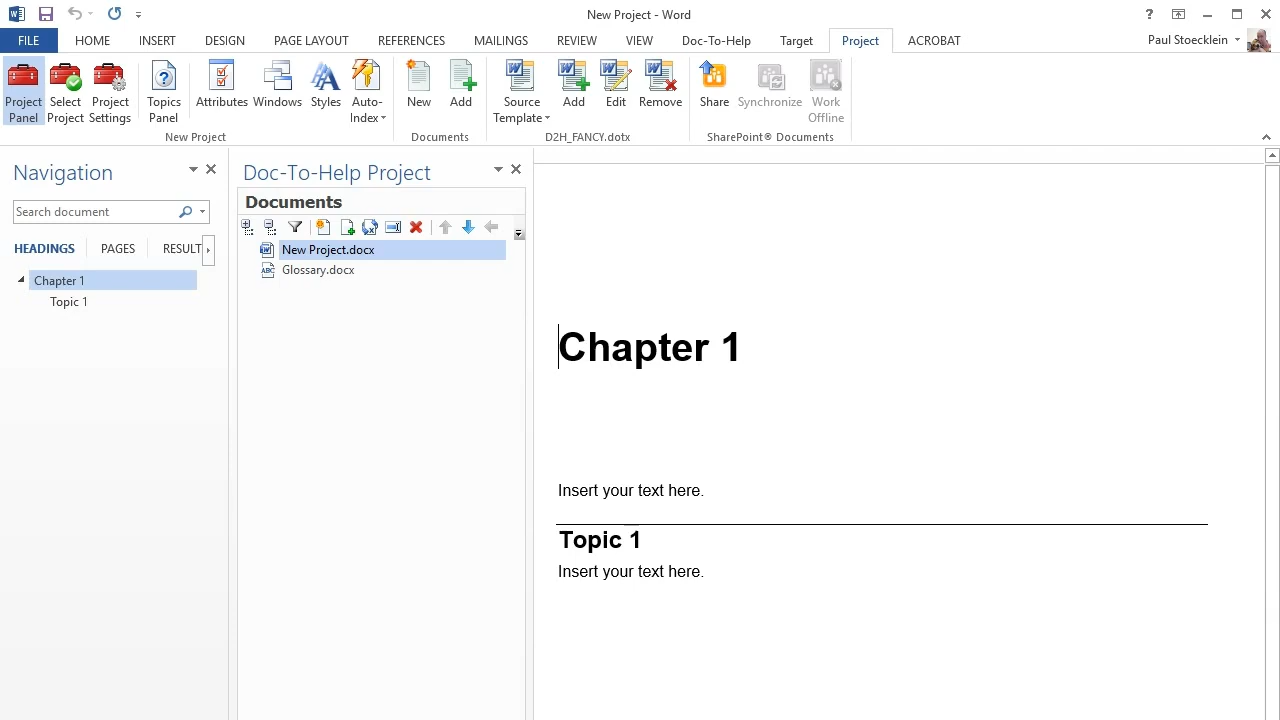 New Project - Word
FILE HOME INSERT DESIGN PAGE LAYOUT REFERENCES MAILINGS REVIEW VIEW Doc-To-Help Target Project ACROBAT Paul Stoecklein
Project Panel
Select Project
Project Settings
Topics Panel
Attributes
Windows
Styles
Auto-Index
New
Add
Source Template
Add
Edit
Remove
Share
Synchronize
Work Offline
New Project
Documents
D2H_FANCY.dotx
SharePoint® Documents
Navigation
Search document
HEADINGS PAGES RESULT
Chapter 1
Topic 1
Doc-To-Help Project
Documents
New Project.docx
Glossary.docx
Chapter 1
Insert your text here.
Topic 1
Insert your text here.